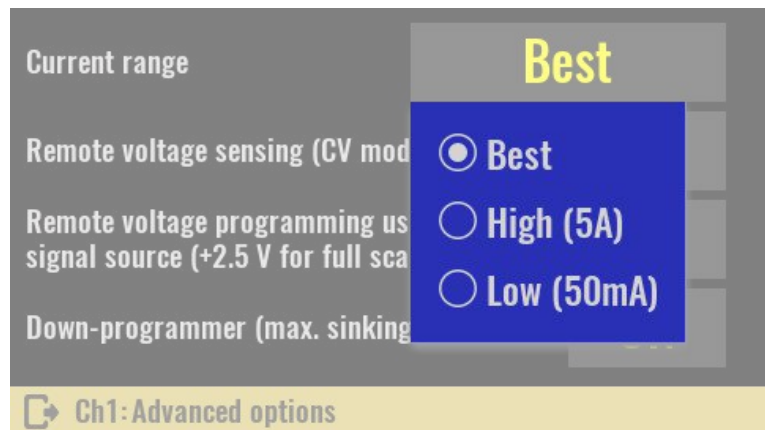 Current range
Best
Remote voltage sensing (CV mod
Best
Remote voltage programming us
High (5A)
signal source (+2.5 V for full sca
Low (50mA)
Down-programmer (max. sinking
Ch1: Advanced options